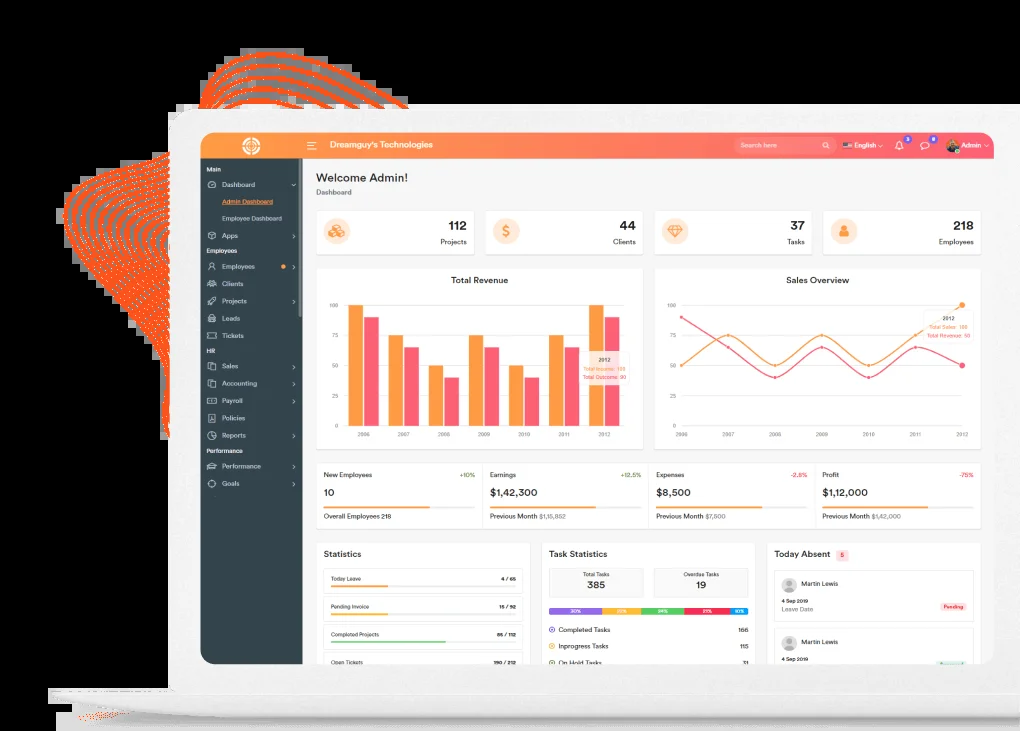 Dreamguy's Technologies
Search here
English
3
8
Admin
Main
Dashboard
Admin Dashboard
Employee Dashboard
Apps
Employees
Employees
Clients
Projects
Leads
Tickets
HR
Sales
Accounting
Payroll
Policies
Reports
Performance
Performance
Goals
Welcome Admin!
Dashboard
112
Projects
44
Clients
37
Tasks
218
Employees
Total Revenue
100
75
50
25
0
2006 2007 2008 2009 2010 2011 2012
2012
Total Income: 100
Total Outcome: 90
Sales Overview
100
75
50
25
0
2006 2007 2008 2009 2010 2011 2012
2012
Total Sales: 100
Total Revenue: 50
New Employees +10%
10
Overall Employees 218
Earnings +12.5%
$1,42,300
Previous Month $1,15,852
Expenses -2.8%
$8,500
Previous Month $7,500
Profit -75%
$1,12,000
Previous Month $1,42,000
Statistics
Today Leave 4 / 65
Pending Invoice 15 / 92
Completed Projects 85 / 112
Open Tickets 190 / 212
Task Statistics
Total Tasks
385
Overdue Tasks
19
30% 22% 24% 21% 10%
Completed Tasks 166
Inprogress Tasks 115
On Hold Tasks 31
Today Absent 5
Martin Lewis
4 Sep 2019
Leave Date
Pending
Martin Lewis
4 Sep 2019